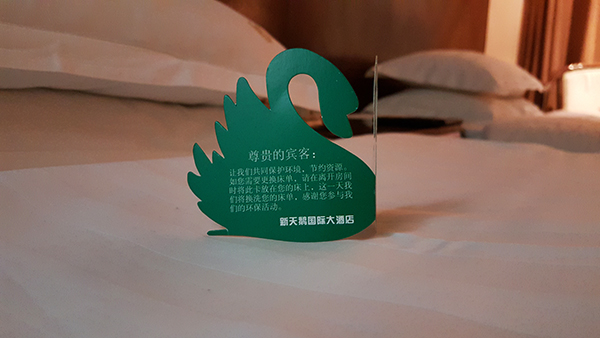 尊贵的宾客：
让我们共同保护环境，节约资源。
如您需要更换床单，请在离开房间
时将此卡放在您的床上，这一天我
们将换洗您的床单，感谢您参与我
们的环保活动。
新天鹅国际大酒店